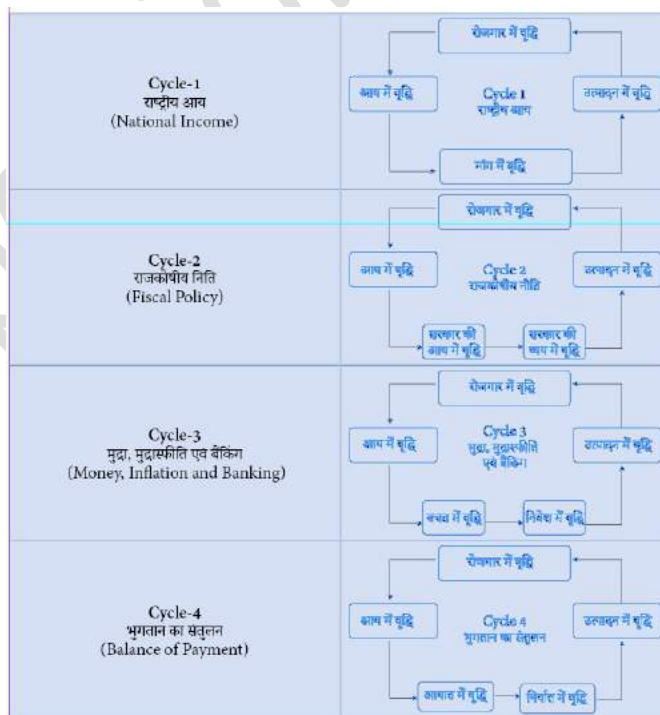 Cycle-1
राष्ट्रीय आय
(National Income)
रोजगार में वृद्धि
आय में वृद्धि
Cycle 1
राष्ट्रीय आय
उत्पादन में वृद्धि
मांग में वृद्धि
Cycle-2
राजकोषीय निति
(Fiscal Policy)
रोजगार में वृद्धि
आय में वृद्धि
Cycle 2
राजकोषीय नीति
उत्पादन में वृद्धि
सरकार की
आय में वृद्धि
सरकार की
व्यय में वृद्धि
Cycle-3
मुद्रा, मुद्रास्फीति एवं बैंकिंग
(Money, Inflation and Banking)
रोजगार में वृद्धि
आय में वृद्धि
Cycle 3
मुद्रा, मुद्रास्फीति
एवं बैंकिंग
उत्पादन में वृद्धि
बचत में वृद्धि
निवेश में वृद्धि
Cycle-4
भुगतान का संतुलन
(Balance of Payment)
रोजगार में वृद्धि
आय में वृद्धि
Cycle 4
भुगतान का संतुलन
उत्पादन में वृद्धि
आयात में वृद्धि
निर्यात में वृद्धि